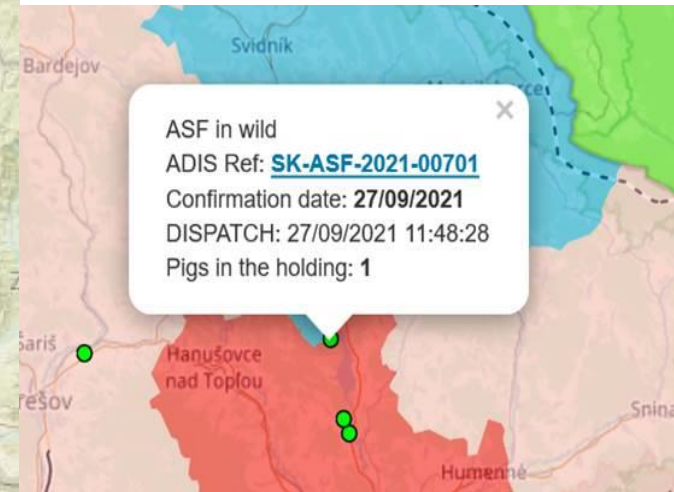 Svidník
Bardejov
×
ASF in wild
ADIS Ref: SK-ASF-2021-00701
Confirmation date: 27/09/2021
DISPATCH: 27/09/2021 11:48:28
Pigs in the holding: 1
Hanušovce
nad Topľou
Snina
Humenné